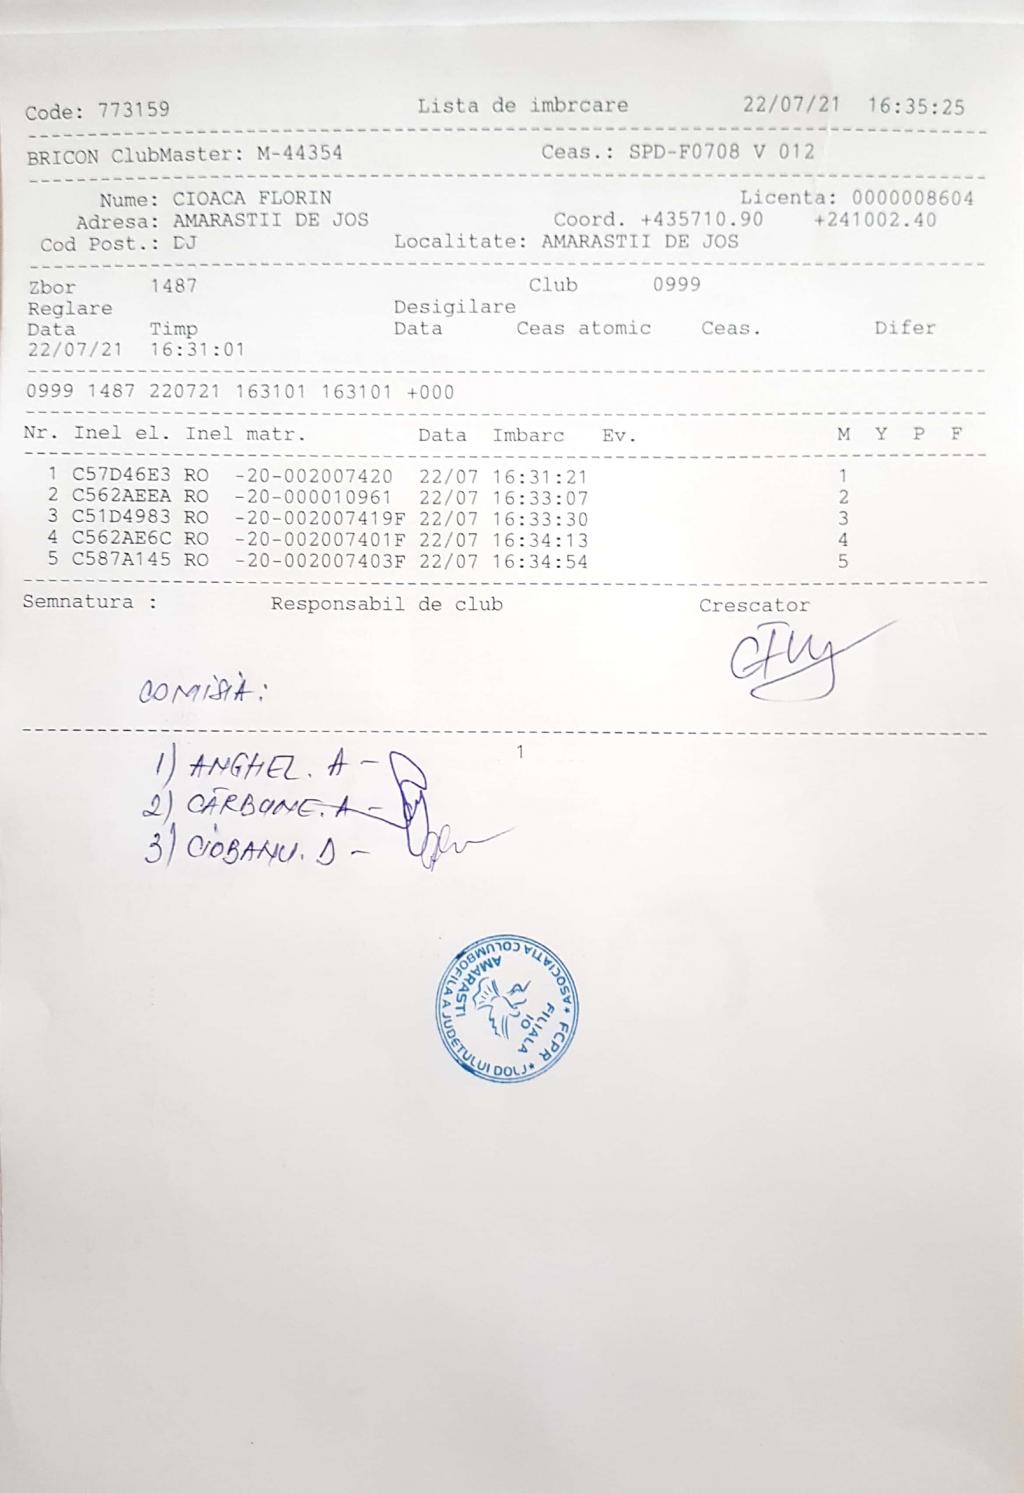 Code: 773159 Lista de imbrcare 22/07/21 16:35:25
BRICON ClubMaster: M-44354 Ceas.: SPD-F0708 V 012
Nume: CIOACA FLORIN Licenta: 0000008604
Adresa: AMARASTII DE JOS Coord. +435710.90 +241002.40
Cod Post.: DJ Localitate: AMARASTII DE JOS
Zbor 1487 Club 0999
Reglare Desigilare
Data Timp Data Ceas atomic Ceas. Difer
22/07/21 16:31:01
0999 1487 220721 163101 163101 +000
Nr. Inel el. Inel matr. Data Imbarc Ev. M Y P F
1 C57D46E3 RO -20-002007420 22/07 16:31:21 1
2 C562AEEA RO -20-000010961 22/07 16:33:07 2
3 C51D4983 RO -20-002007419F 22/07 16:33:30 3
4 C562AE6C RO -20-002007401F 22/07 16:34:13 4
5 C587A145 RO -20-002007403F 22/07 16:34:54 5
Semnatura : Responsabil de club Crescator
COMISIA:
1
1) ANGHEL. A -
2) CĂRBUNE. A -
3) CIOBANU. D -
ASOCIATIA COLUMBOFILA A JUDETULUI DOLJ * FCPR *
AMARASTI
FILIALA
10